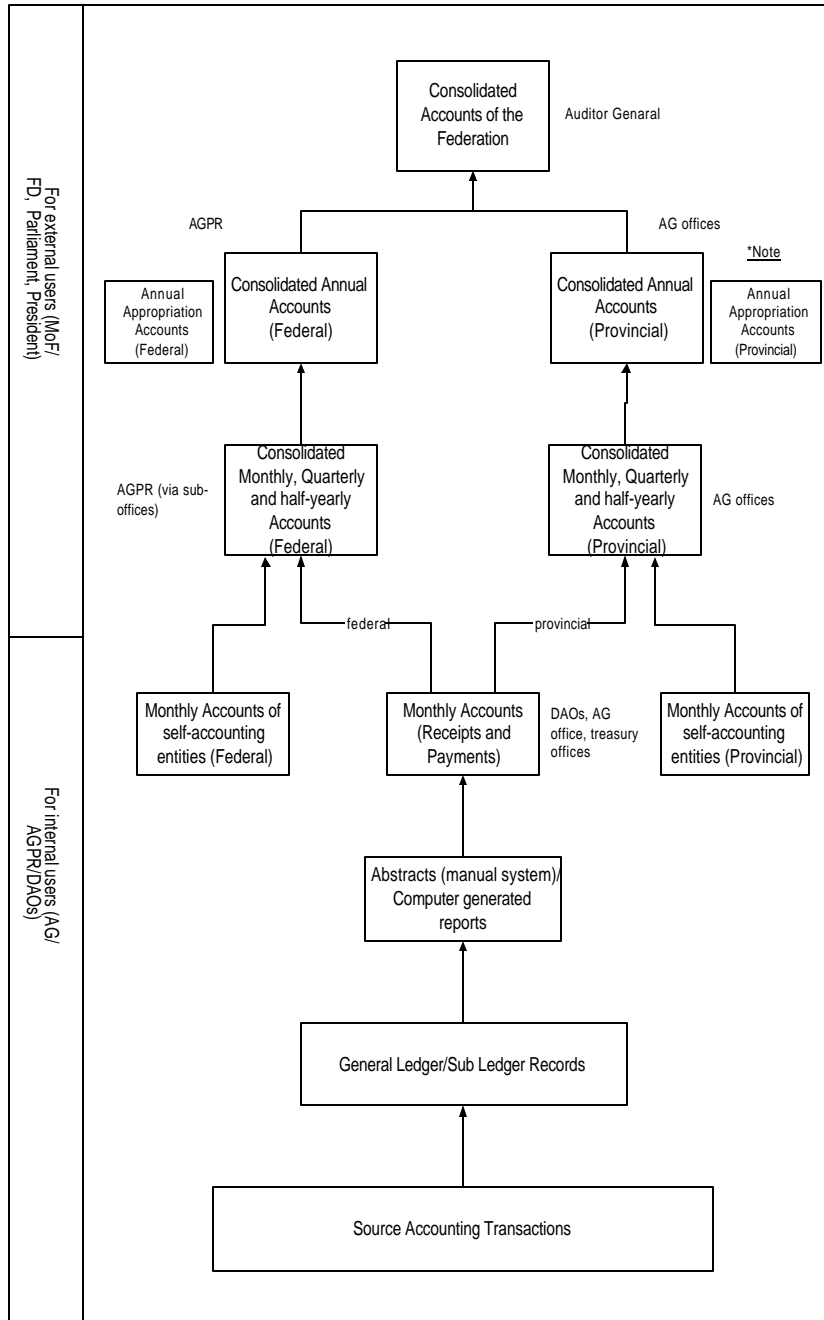 Consolidated
Accounts of the
Federation
Auditor Genaral
For external users (MoF/
FD, Parliament, President)
AGPR
AG offices
*Note
Annual
Appropriation
Accounts
(Federal)
Consolidated Annual
Accounts
(Federal)
Consolidated Annual
Accounts
(Provincial)
Annual
Appropriation
Accounts
(Provincial)
AGPR (via sub-
offices)
Consolidated
Monthly, Quarterly
and half-yearly
Accounts
(Federal)
Consolidated
Monthly, Quarterly
and half-yearly
Accounts
(Provincial)
AG offices
federal
provincial
For internal users (AG/
AGPR/DAOs)
Monthly Accounts of
self-accounting
entities (Federal)
Monthly Accounts
(Receipts and
Payments)
DAOs, AG
office, treasury
offices
Monthly Accounts of
self-accounting
entities (Provincial)
Abstracts (manual system)/
Computer generated
reports
General Ledger/Sub Ledger Records
Source Accounting Transactions